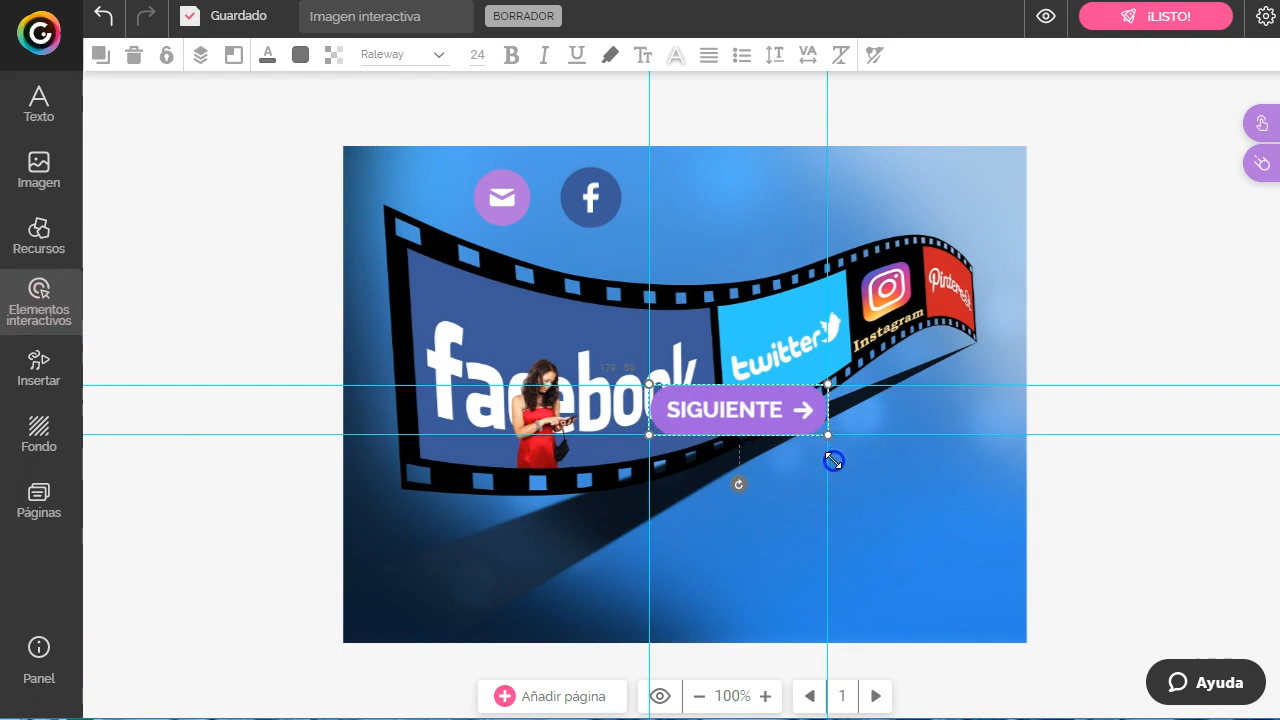 Guardado
Imagen interactiva
BORRADOR
¡LISTO!
Raleway
24
Texto
Imagen
Recursos
Elementos
interactivos
Insertar
Fondo
Páginas
Panel
facebook
twitter
Instagram
Pinterest
SIGUIENTE
Añadir página
100%
1
Ayuda